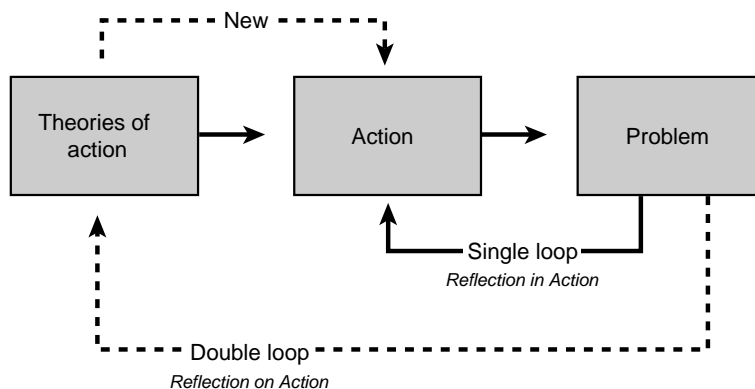 New
Theories of
action
Action
Problem
Single loop
Reflection in Action
Double loop
Reflection on Action